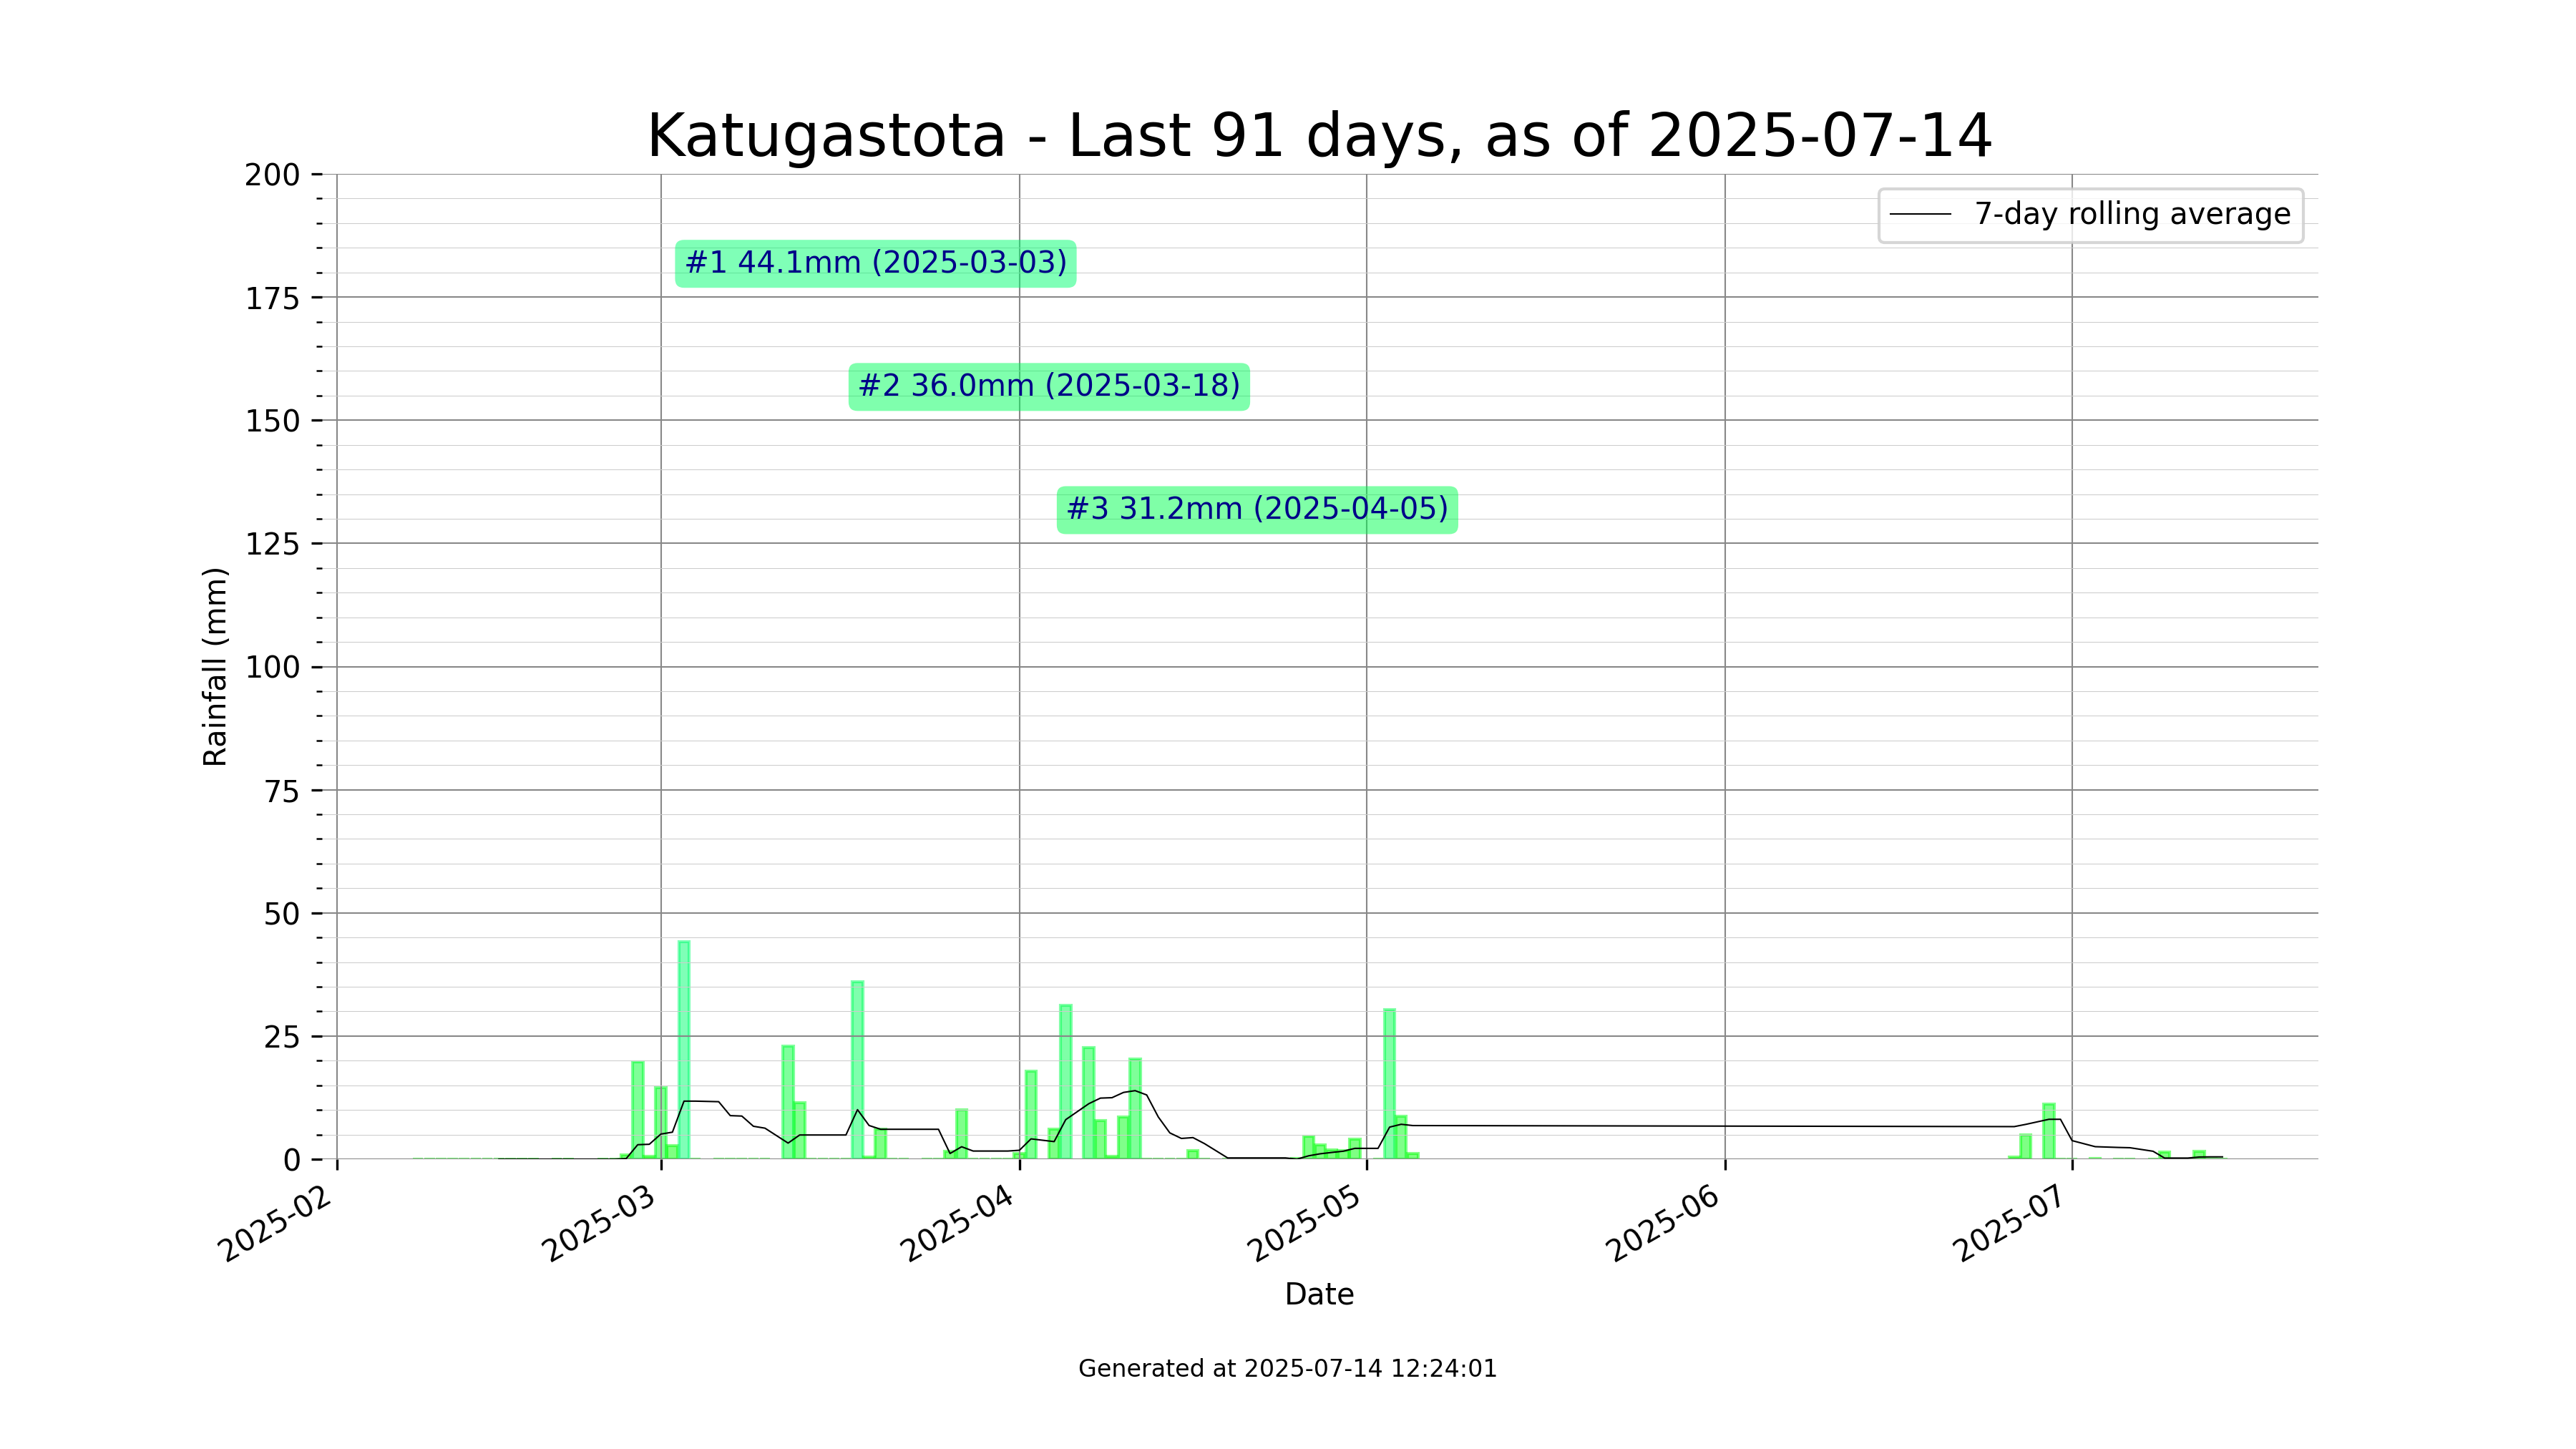 Katugastota - Last 91 days, as of 2025-07-14
7-day rolling average
#1 44.1mm (2025-03-03)
#2 36.0mm (2025-03-18)
#3 31.2mm (2025-04-05)
Rainfall (mm)
200
175
150
125
100
75
50
25
0
2025-02
2025-03
2025-04
2025-05
2025-06
2025-07
Date
Generated at 2025-07-14 12:24:01